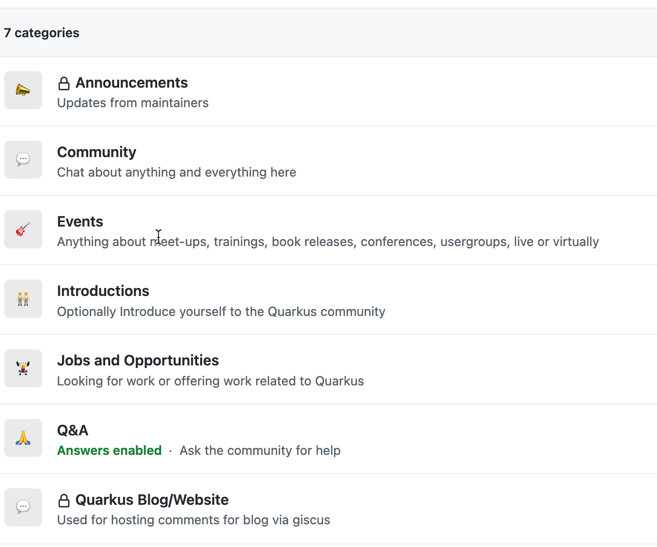 7 categories
Announcements
Updates from maintainers
Community
Chat about anything and everything here
Events
Anything about meet-ups, trainings, book releases, conferences, usergroups, live or virtually
Introductions
Optionally Introduce yourself to the Quarkus community
Jobs and Opportunities
Looking for work or offering work related to Quarkus
Q&A
Answers enabled · Ask the community for help
Quarkus Blog/Website
Used for hosting comments for blog via giscus